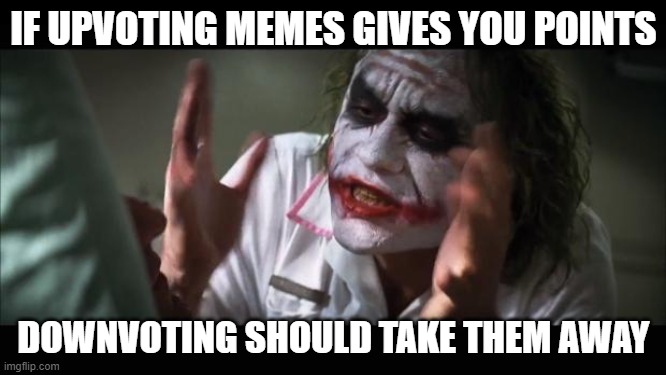 IF UPVOTING MEMES GIVES YOU POINTS
DOWNVOTING SHOULD TAKE THEM AWAY
imgflip.com